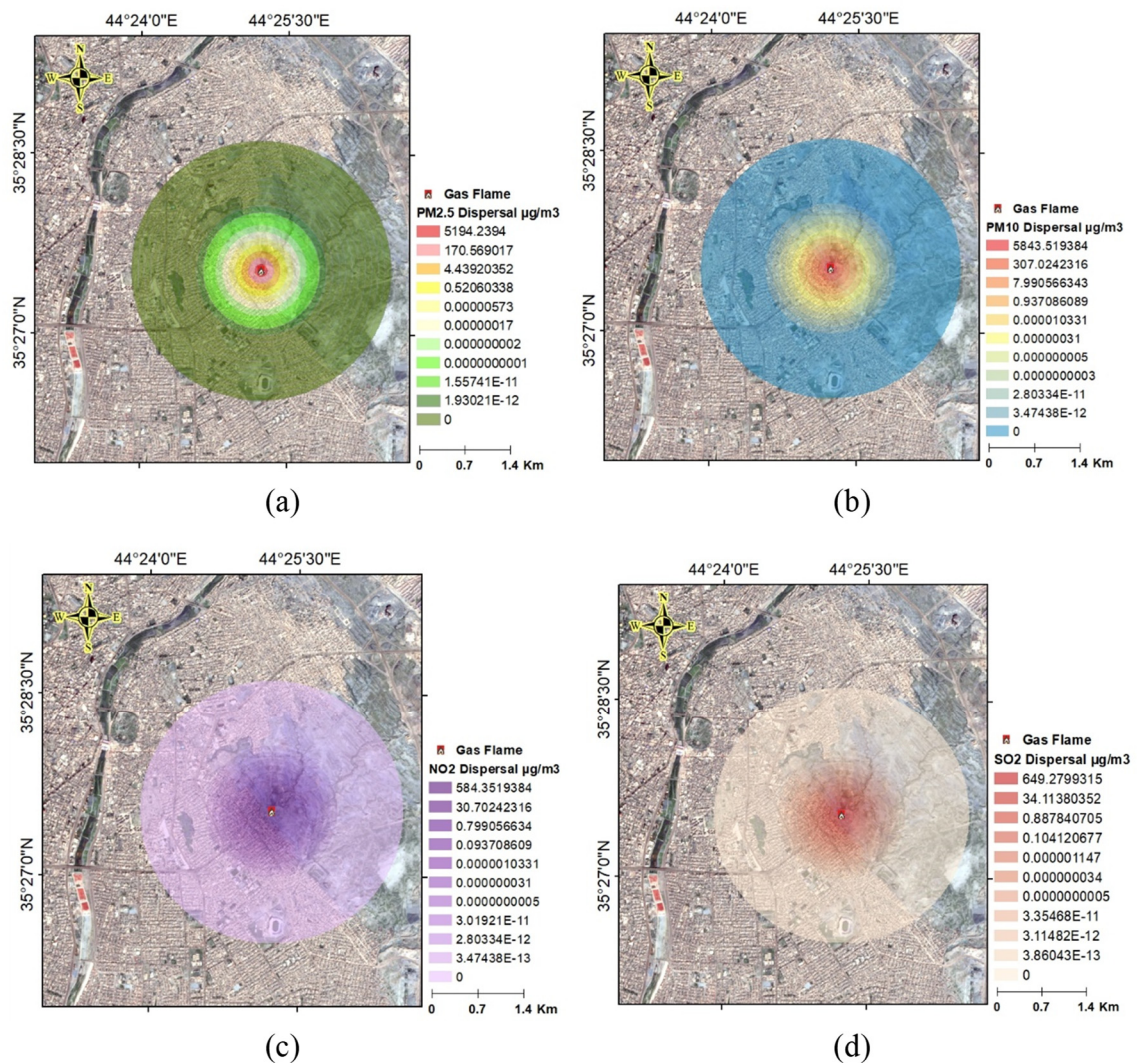 44°24'0"E 44°25'30"E
N
W E
S
35°28'30"N
35°27'0"N
Gas Flame
PM2.5 Dispersal µg/m3
5194.2394
170.569017
4.43920352
0.52060338
0.00000573
0.00000017
0.000000002
0.0000000001
1.55741E-11
1.93021E-12
0
0 0.7 1.4 Km
(a)
44°24'0"E 44°25'30"E
N
W E
S
35°28'30"N
35°27'0"N
Gas Flame
PM10 Dispersal µg/m3
5843.519384
307.0242316
7.990566343
0.937086089
0.000010331
0.00000031
0.000000005
0.0000000003
2.80334E-11
3.47438E-12
0
0 0.7 1.4 Km
(b)
44°24'0"E 44°25'30"E
N
W E
S
35°28'30"N
35°27'0"N
Gas Flame
NO2 Dispersal µg/m3
584.3519384
30.70242316
0.799056634
0.093708609
0.0000010331
0.000000031
0.0000000005
3.01921E-11
2.80334E-12
3.47438E-13
0
0 0.7 1.4 Km
(c)
44°24'0"E 44°25'30"E
N
W E
S
35°28'30"N
35°27'0"N
Gas Flame
SO2 Dispersal µg/m3
649.2799315
34.11380352
0.887840705
0.104120677
0.000001147
0.000000034
0.0000000005
3.35468E-11
3.11482E-12
3.86043E-13
0
0 0.7 1.4 Km
(d)